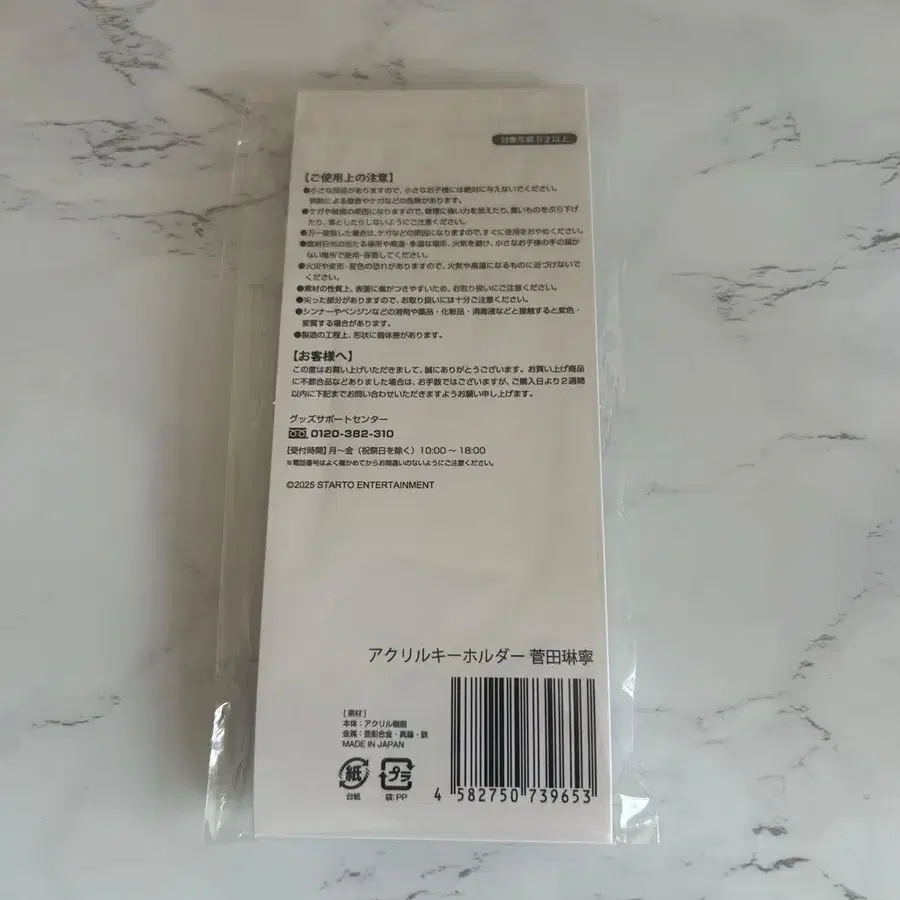 対象年齢6才以上
【ご使用上の注意】
●小さな部品がありますので、小さなお子様には絶対に与えないでください。
誤飲による窒息やケガなどの危険があります。
●ケガや破損の原因になりますので、無理に強い力を加えたり、重いものをぶら下げ
たり、落としたりしないようにご注意ください。
●万一破損した場合は、ケガなどの原因になりますので、すぐに使用をおやめください。
●直射日光の当たる場所や高温・多湿な場所、火気を避け、小さなお子様の手の届か
ない場所で使用・保管してください。
●火災や変形・変色の恐れがありますので、火気や高温になるものに近づけないで
ください。
●素材の性質上、表面に傷がつきやすいため、お取り扱いにご注意ください。
●尖った部分がありますので、お取り扱いには十分ご注意ください。
●シンナーやベンジンなどの溶剤や薬品・化粧品・消毒液などと接触すると変色・
変質する場合があります。
●製造の工程上、形状に個体差があります。
【お客様へ】
この度はお買い上げいただきまして、誠にありがとうございます。お買い上げ商品
に不都合品などありました場合は、お手数ではございますが、ご購入日より2週間
以内に下記までお問い合わせいただきますようお願い申し上げます。
グッズサポートセンター
0120-382-310
【受付時間】月～金（祝祭日を除く）10:00～18:00
※電話番号はよく確かめてからお間違いのないようにご注意ください。
©2025 STARTO ENTERTAINMENT
アクリルキーホルダー 菅田琳寧
［素材］
本体：アクリル樹脂
金属：亜鉛合金・真鍮・鉄
MADE IN JAPAN
紙 プラ
台紙 袋:PP
4 582750 739653